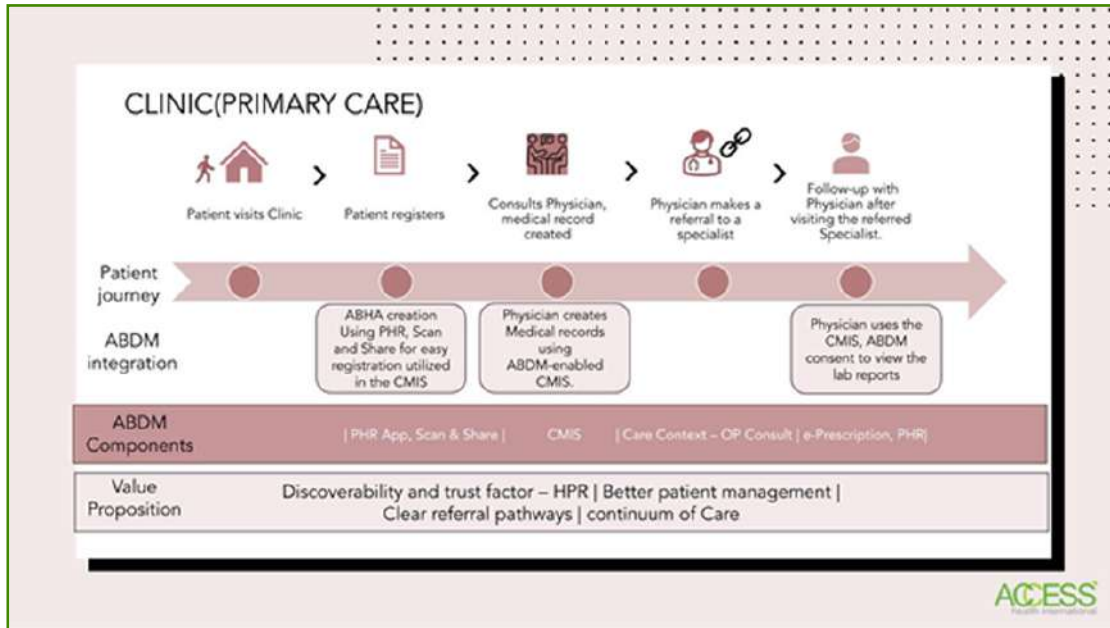 CLINIC(PRIMARY CARE)
Patient visits Clinic
Patient registers
Consults Physician,
medical record
created
Physician makes a
referral to a
specialist
Follow-up with
Physician after
visiting the referred
Specialist.
Patient
journey
ABDM
integration
ABHA creation
Using PHR, Scan
and Share for easy
registration utilized
in the CMIS
Physician creates
Medical records
using
ABDM-enabled
CMIS.
Physician uses the
CMIS, ABDM
consent to view the
lab reports
ABDM
Components
| PHR App, Scan & Share | CMIS | Care Context – OP Consult | e-Prescription, PHR|
Value
Proposition
Discoverability and trust factor – HPR | Better patient management |
Clear referral pathways | continuum of Care
ACCESS
health international